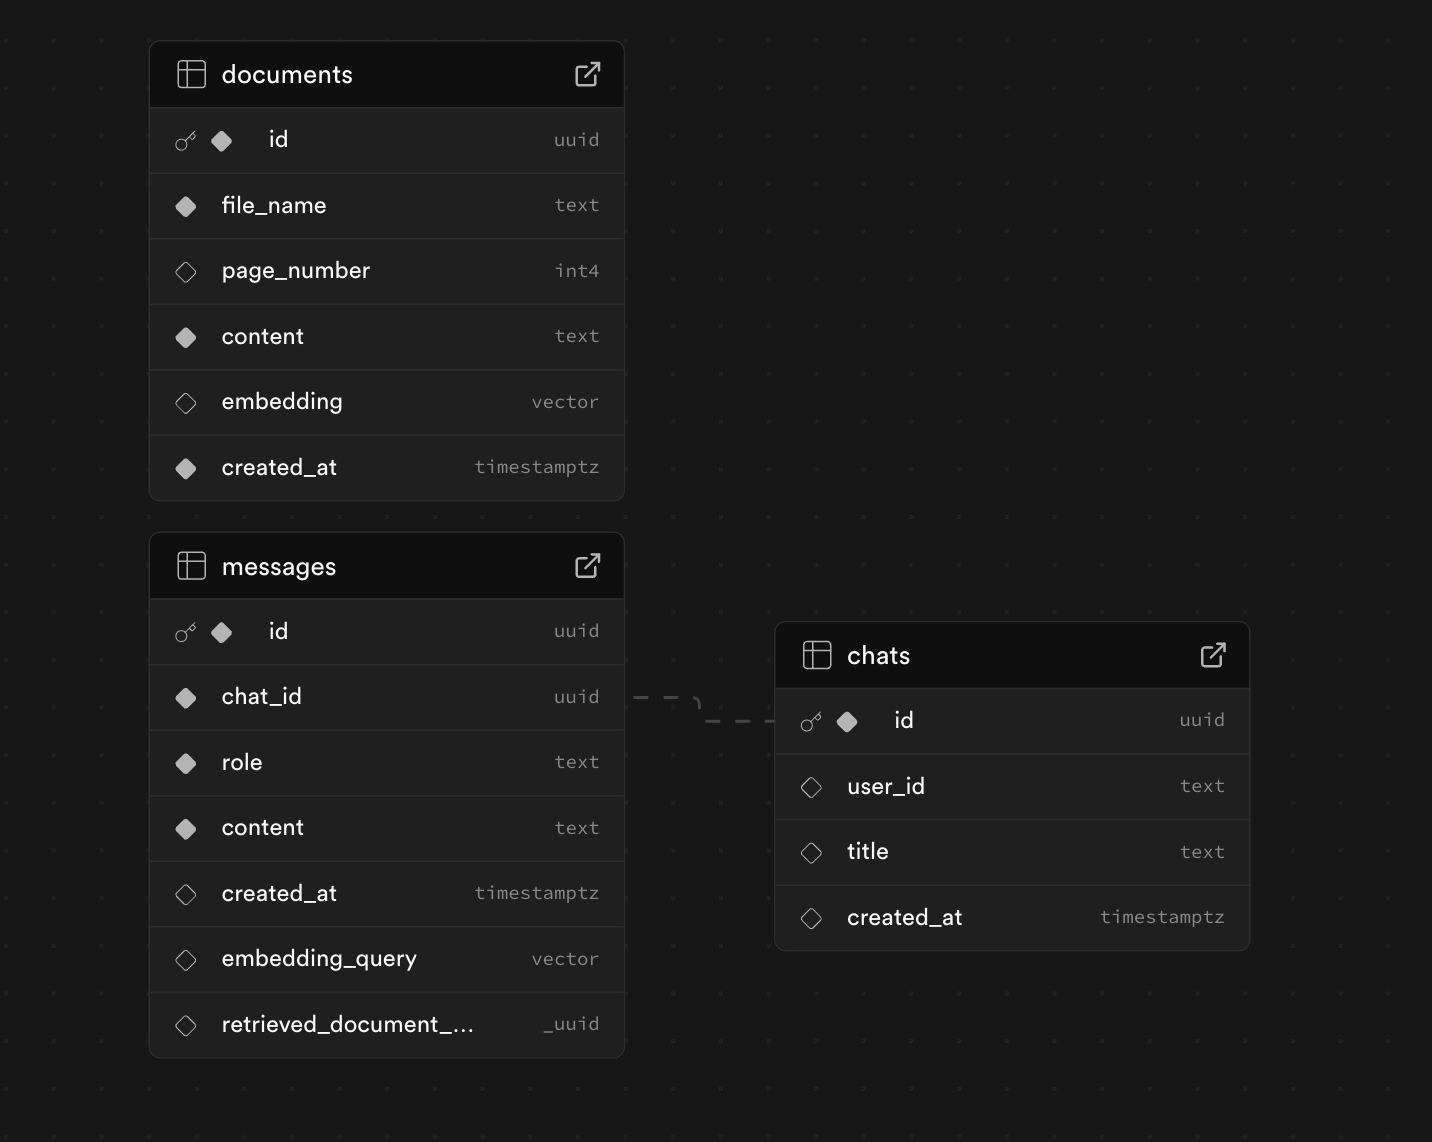 documents
id uuid
file_name text
page_number int4
content text
embedding vector
created_at timestamptz
messages
id uuid
chat_id uuid
role text
content text
created_at timestamptz
embedding_query vector
retrieved_document_... _uuid
chats
id uuid
user_id text
title text
created_at timestamptz